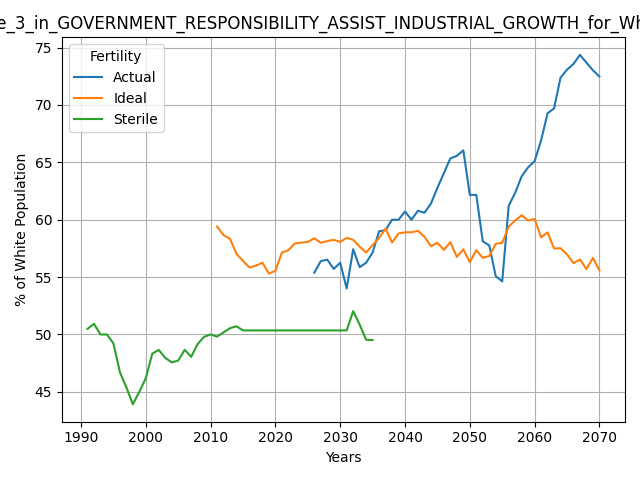 e_3_in_GOVERNMENT_RESPONSIBILITY_ASSIST_INDUSTRIAL_GROWTH_for_Wh
Fertility
Actual
Ideal
Sterile
% of White Population
75
70
65
60
55
50
45
1990 2000 2010 2020 2030 2040 2050 2060 2070
Years